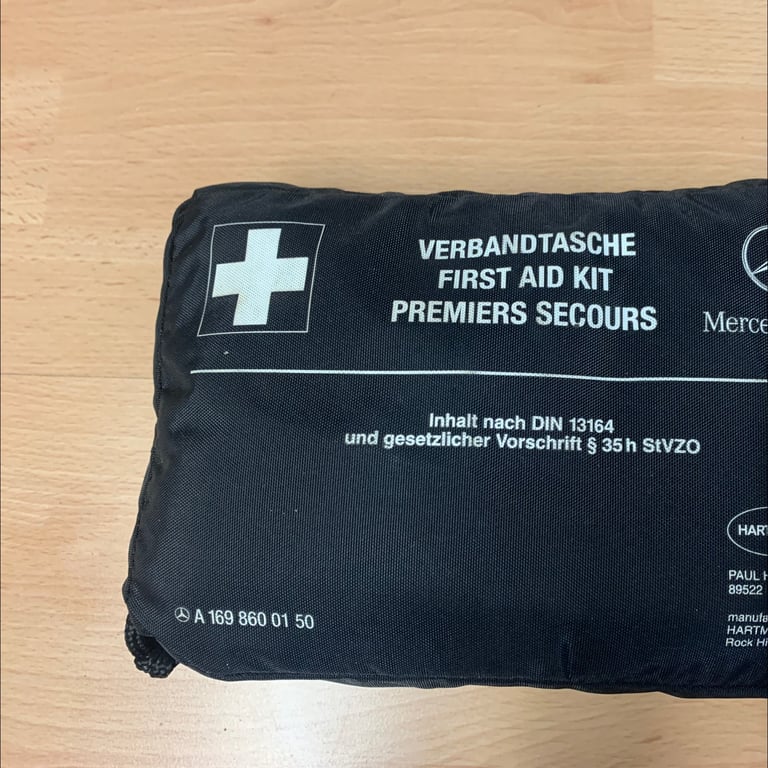 VERBANDTASCHE
FIRST AID KIT
PREMIERS SECOURS
Inhalt nach DIN 13164
und gesetzlicher Vorschrift § 35 h StVZO
PAUL
89522
A 169 860 01 50